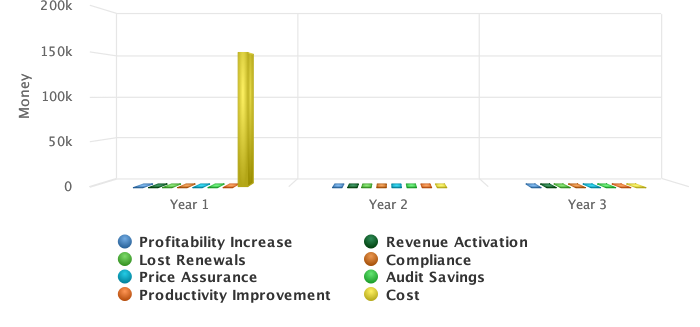 200k
150k
100k
50k
0
Money
Year 1 Year 2 Year 3
Profitability Increase Revenue Activation
Lost Renewals Compliance
Price Assurance Audit Savings
Productivity Improvement Cost